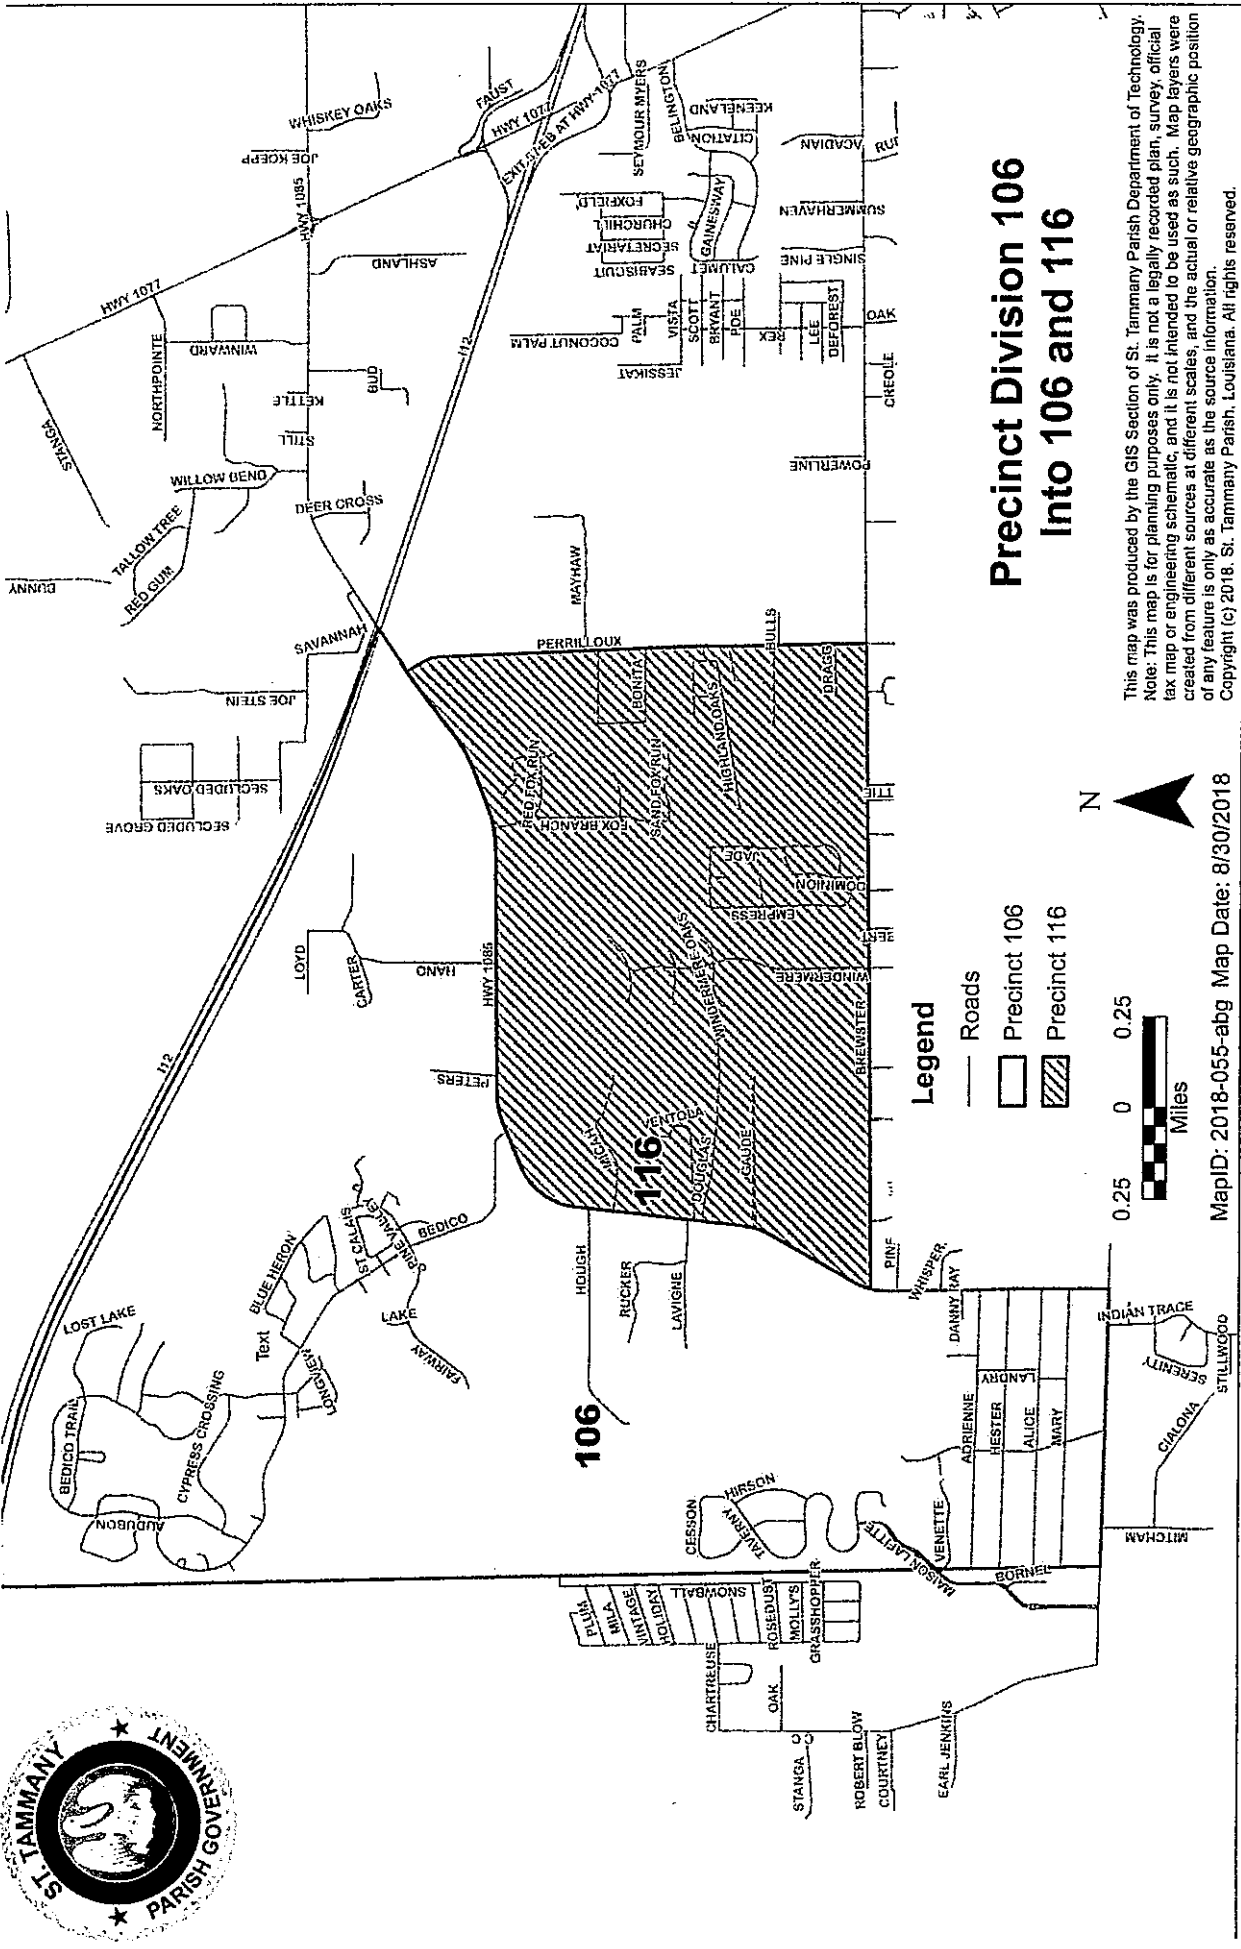 ST. TAMMANY
PARISH GOVERNMENT
Precinct Division 106
Into 106 and 116
This map was produced by the GIS Section of St. Tammany Parish Department of Technology.
Note: This map is for planning purposes only. It is not a legally recorded plan, survey, official
tax map or engineering schematic, and it is not intended to be used as such. Map layers were
created from different sources at different scales, and the actual or relative geographic position
of any feature is only as accurate as the source information.
Copyright (c) 2018. St. Tammany Parish, Louisiana. All rights reserved.
Legend
Roads
Precinct 106
Precinct 116
N
0.25 0 0.25
Miles
MapID: 2018-055-abg Map Date: 8/30/2018
106
116
Text
LOST LAKE
BEDICO TRAIL
AUDUBON
CYPRESS CROSSING
LONGVIEW
BLUE HERON
ST CALAIS
PINE VALLEY
BEDICO
LAKE
FAIRWAY
I12
LOYD
CARTER
HANO
PETERS
HWY 1085
SECLUDED GROVE
SECLUDED OAKS
JOE STEIN
SAVANNAH
BUNNY
TALLOW TREE
RED GUM
WILLOW BEND
DEER CROSS
STILL
KETTLE
BUD
STANGA
NORTHPOINTE
WINWARD
HWY 1077
HWY 1085
JOE KOEPP
WHISKEY OAKS
ASHLAND
I12
FAUST
HWY 1077
SEYMOUR MYERS
BELINGTON
KEENELAND
CITATION
GAINESWAY
CALUMET
FOXFIELD
CHURCHILL
SECRETARIAT
SEABISCUIT
COCONUT PALM
PALM
JESSIKAT
VISTA
SCOTT
BRYANT
POE
REX
LEE
DEFOREST
OAK
CREOLE
SINGLE PINE
SUMMERHAVEN
ACADIAN
POWERLINE
MAYHAW
PERRILLOUX
BONITA
BULLS
DRAGG
HIGHLAND OAKS
RED FOX RUN
FOX BRANCH
SAND FOX RUN
TTIE
JADE
DOMINION
EMPRESS
BERT
WINDERMERE OAKS
WINDERMERE
BREWSTER
MICAH
VENTOLA
DOUGLAS
GAUDE
HOUGH
RUCKER
LAVIGNE
PINE
WHISPER
DANNY RAY
ADRIENNE
LANDRY
HESTER
ALICE
MARY
INDIAN TRACE
SERENITY
STILLWOOD
CIALONA
MITCHAM
CESSON
HIRSON
TAVERNY
MAISON LAFITTE
VENETTE
BORNEL
PLUM
MILA
VINTAGE
HOLIDAY
SNOWBALL
ROSEDUST
MOLLY'S
GRASSHOPPER
CHARTREUSE
OAK
C C
STANGA
ROBERT BLOW
COURTNEY
EARL JENKINS